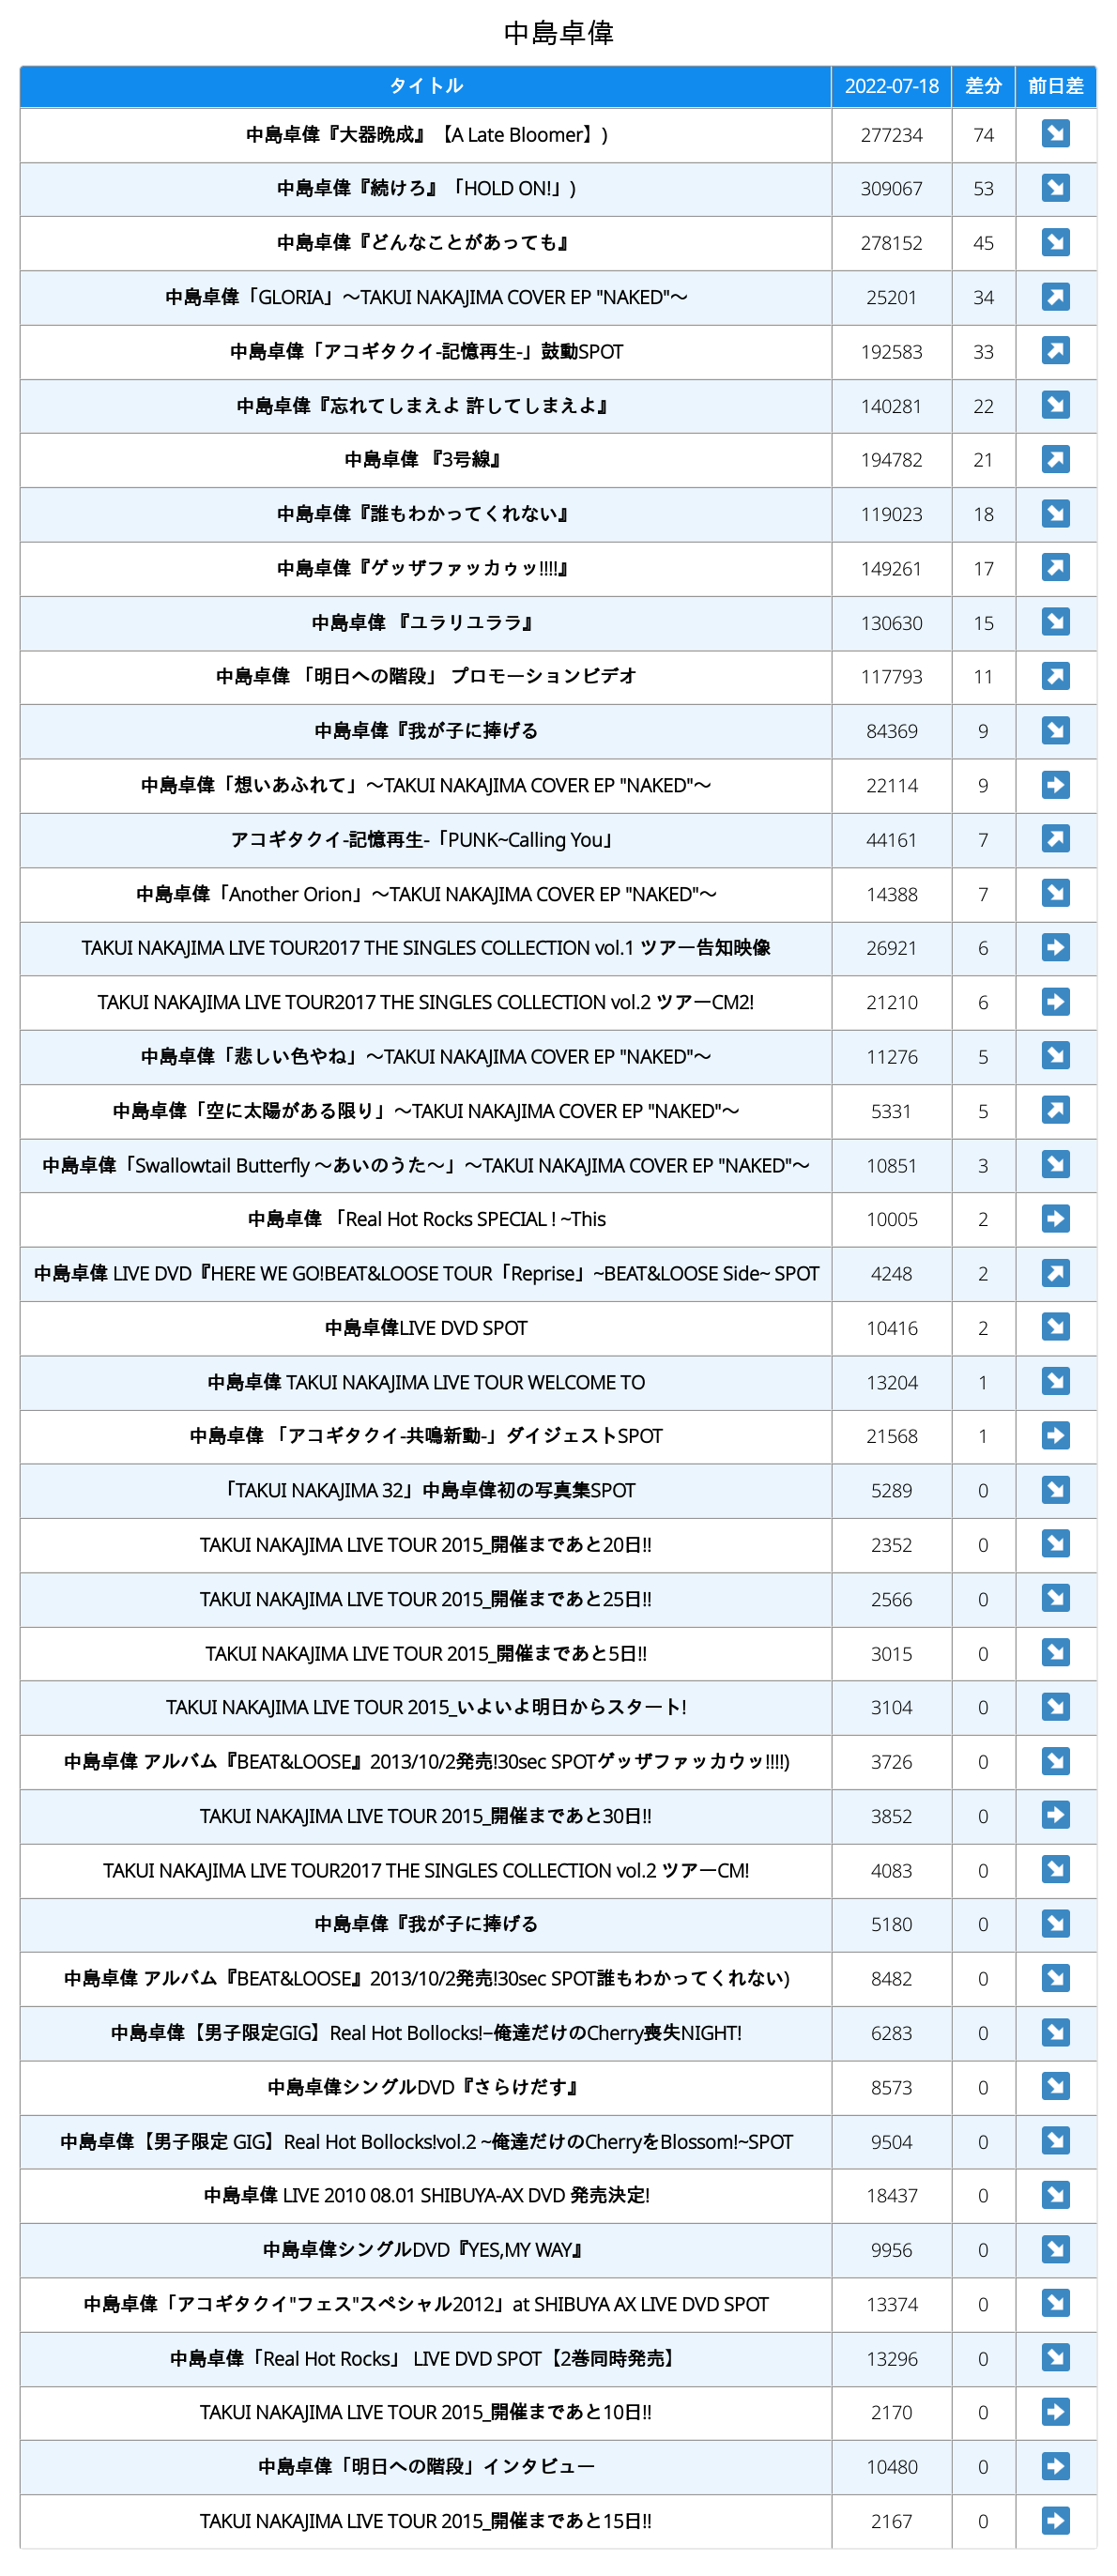 中島卓偉
タイトル 2022-07-18 差分 前日差
中島卓偉『大器晩成』【A Late Bloomer】) 277234 74
中島卓偉『続けろ』「HOLD ON!」) 309067 53
中島卓偉『どんなことがあっても』 278152 45
中島卓偉「GLORIA」～TAKUI NAKAJIMA COVER EP "NAKED"～ 25201 34
中島卓偉「アコギタクイ-記憶再生-」鼓動SPOT 192583 33
中島卓偉『忘れてしまえよ 許してしまえよ』 140281 22
中島卓偉 『3号線』 194782 21
中島卓偉『誰もわかってくれない』 119023 18
中島卓偉『ゲッザファッカゥッ!!!!』 149261 17
中島卓偉 『ユラリユララ』 130630 15
中島卓偉 「明日への階段」 プロモーションビデオ 117793 11
中島卓偉『我が子に捧げる 84369 9
中島卓偉「想いあふれて」～TAKUI NAKAJIMA COVER EP "NAKED"～ 22114 9
アコギタクイ-記憶再生-「PUNK~Calling You」 44161 7
中島卓偉「Another Orion」～TAKUI NAKAJIMA COVER EP "NAKED"～ 14388 7
TAKUI NAKAJIMA LIVE TOUR2017 THE SINGLES COLLECTION vol.1 ツアー告知映像 26921 6
TAKUI NAKAJIMA LIVE TOUR2017 THE SINGLES COLLECTION vol.2 ツアーCM2! 21210 6
中島卓偉「悲しい色やね」～TAKUI NAKAJIMA COVER EP "NAKED"～ 11276 5
中島卓偉「空に太陽がある限り」～TAKUI NAKAJIMA COVER EP "NAKED"～ 5331 5
中島卓偉「Swallowtail Butterfly ～あいのうた～」～TAKUI NAKAJIMA COVER EP "NAKED"～ 10851 3
中島卓偉 「Real Hot Rocks SPECIAL ! ~This 10005 2
中島卓偉 LIVE DVD『HERE WE GO!BEAT&LOOSE TOUR「Reprise」~BEAT&LOOSE Side~ SPOT 4248 2
中島卓偉LIVE DVD SPOT 10416 2
中島卓偉 TAKUI NAKAJIMA LIVE TOUR WELCOME TO 13204 1
中島卓偉 「アコギタクイ-共鳴新動-」ダイジェストSPOT 21568 1
「TAKUI NAKAJIMA 32」中島卓偉初の写真集SPOT 5289 0
TAKUI NAKAJIMA LIVE TOUR 2015_開催まであと20日!! 2352 0
TAKUI NAKAJIMA LIVE TOUR 2015_開催まであと25日!! 2566 0
TAKUI NAKAJIMA LIVE TOUR 2015_開催まであと5日!! 3015 0
TAKUI NAKAJIMA LIVE TOUR 2015_いよいよ明日からスタート! 3104 0
中島卓偉 アルバム『BEAT&LOOSE』2013/10/2発売!30sec SPOTゲッザファッカウッ!!!!) 3726 0
TAKUI NAKAJIMA LIVE TOUR 2015_開催まであと30日!! 3852 0
TAKUI NAKAJIMA LIVE TOUR2017 THE SINGLES COLLECTION vol.2 ツアーCM! 4083 0
中島卓偉『我が子に捧げる 5180 0
中島卓偉 アルバム『BEAT&LOOSE』2013/10/2発売!30sec SPOT誰もわかってくれない) 8482 0
中島卓偉【男子限定GIG】Real Hot Bollocks!−俺達だけのCherry喪失NIGHT! 6283 0
中島卓偉シングルDVD『さらけだす』 8573 0
中島卓偉【男子限定 GIG】Real Hot Bollocks!vol.2 ~俺達だけのCherryをBlossom!~SPOT 9504 0
中島卓偉 LIVE 2010 08.01 SHIBUYA-AX DVD 発売決定! 18437 0
中島卓偉シングルDVD『YES,MY WAY』 9956 0
中島卓偉「アコギタクイ"フェス"スペシャル2012」at SHIBUYA AX LIVE DVD SPOT 13374 0
中島卓偉「Real Hot Rocks」 LIVE DVD SPOT【2巻同時発売】 13296 0
TAKUI NAKAJIMA LIVE TOUR 2015_開催まであと10日!! 2170 0
中島卓偉「明日への階段」インタビュー 10480 0
TAKUI NAKAJIMA LIVE TOUR 2015_開催まであと15日!! 2167 0